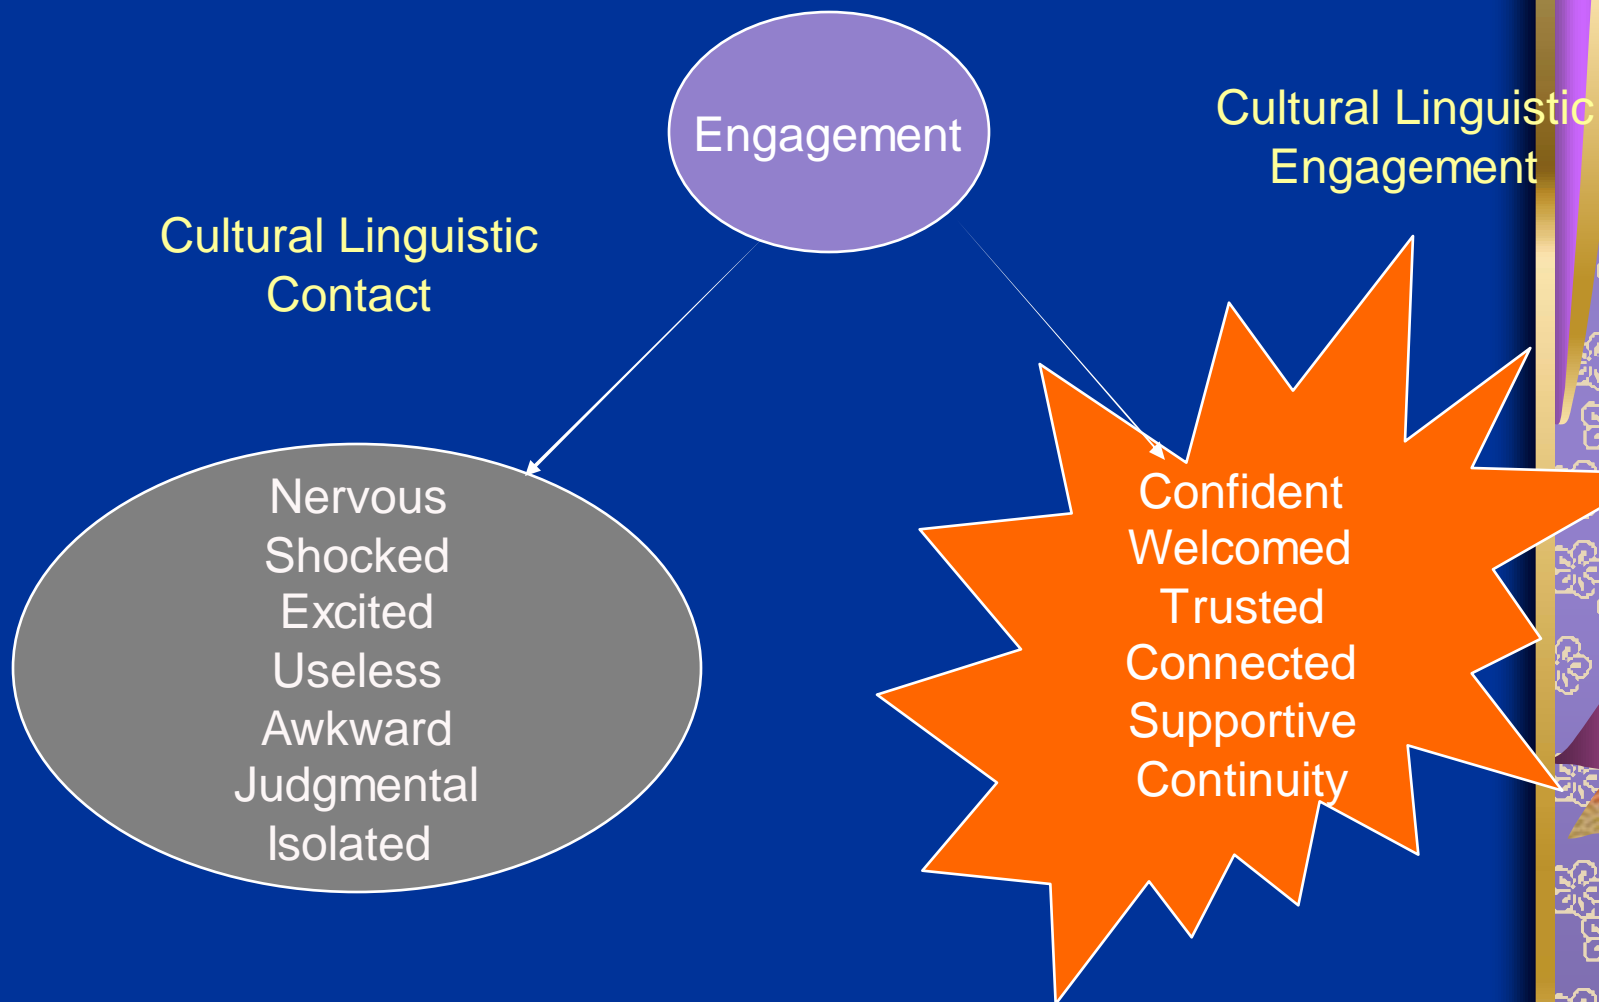 Engagement
Cultural Linguistic
Engagement
Cultural Linguistic
Contact
Nervous
Shocked
Excited
Useless
Awkward
Judgmental
Isolated
Confident
Welcomed
Trusted
Connected
Supportive
Continuity